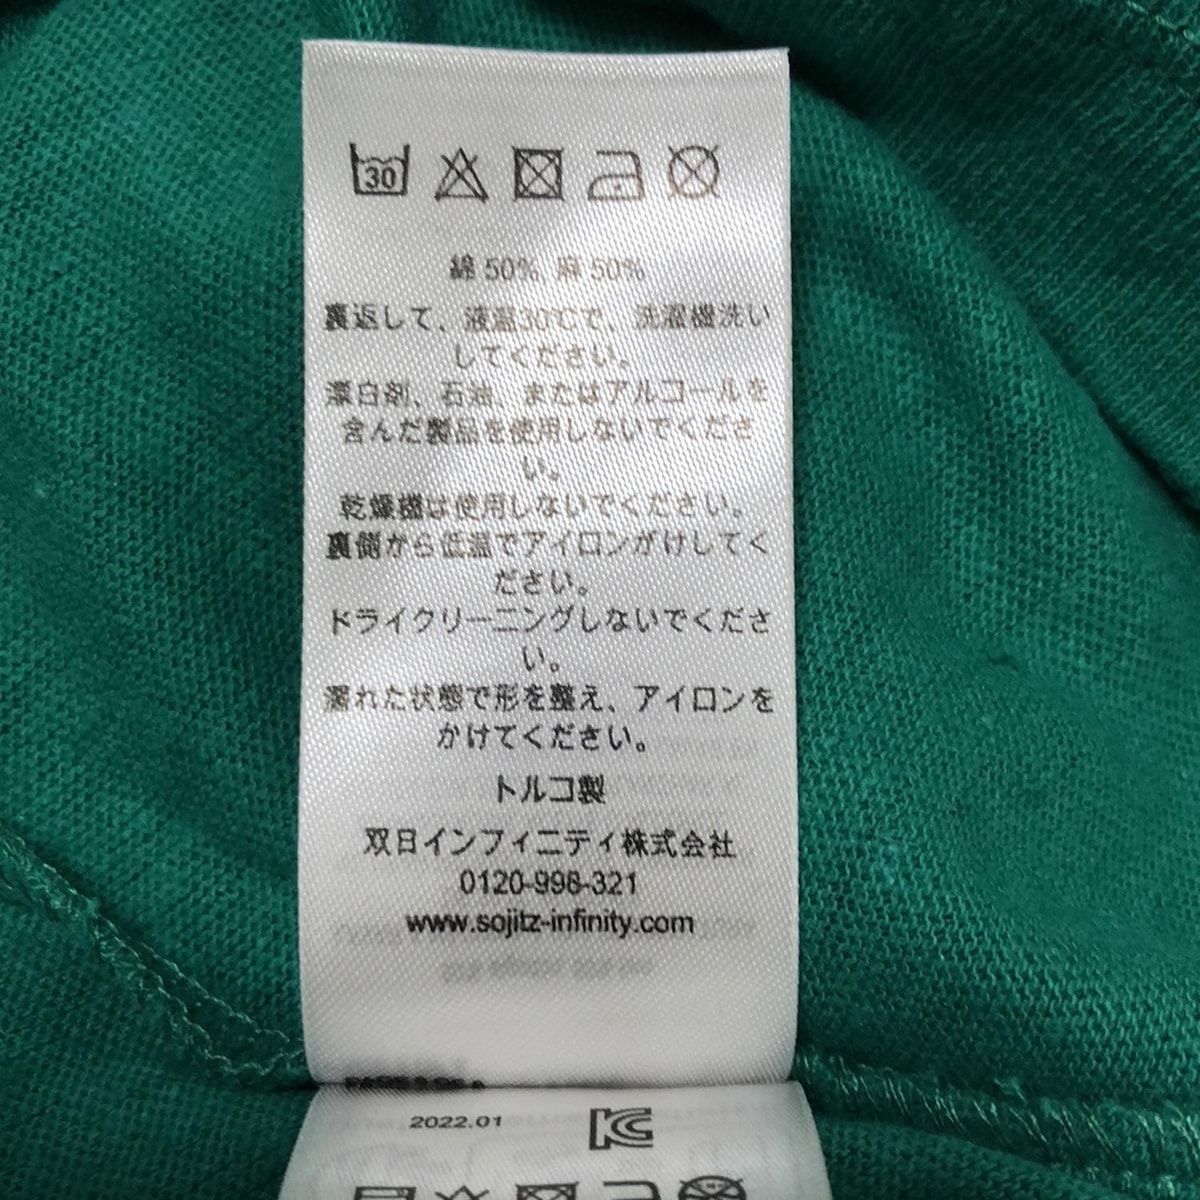 30
綿 50% 麻 50%
裏返して、液温30℃で、洗濯機洗い
してください。
漂白剤、石油、またはアルコールを
含んだ製品を使用しないでくださ
い。
乾燥機は使用しないでください。
裏側から低温でアイロンがけしてく
ださい。
ドライクリーニングしないでくださ
い。
濡れた状態で形を整え、アイロンを
かけてください。
トルコ製
双日インフィニティ株式会社
0120-998-321
www.sojitz-infinity.com
2022.01